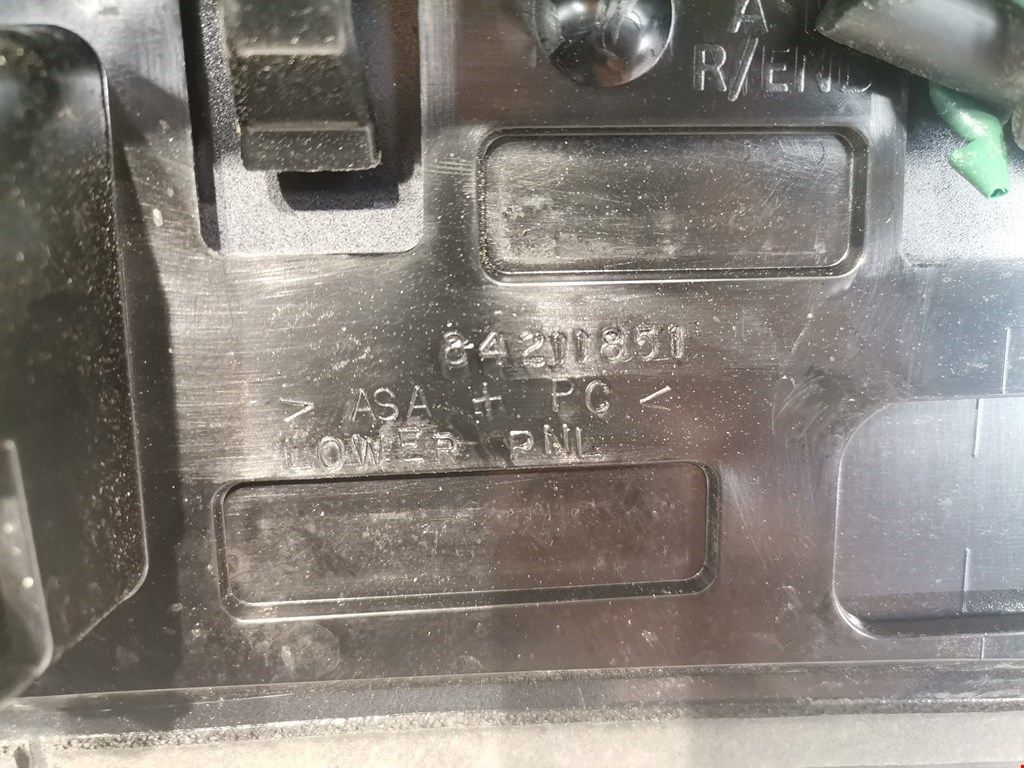 R/END
84211851
> ASA + PC <
LOWER PNL